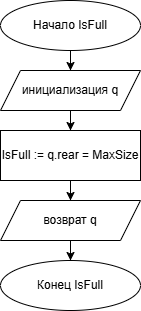 Начало IsFull
инициализация q
IsFull := q.rear = MaxSize
возврат q
Конец IsFull